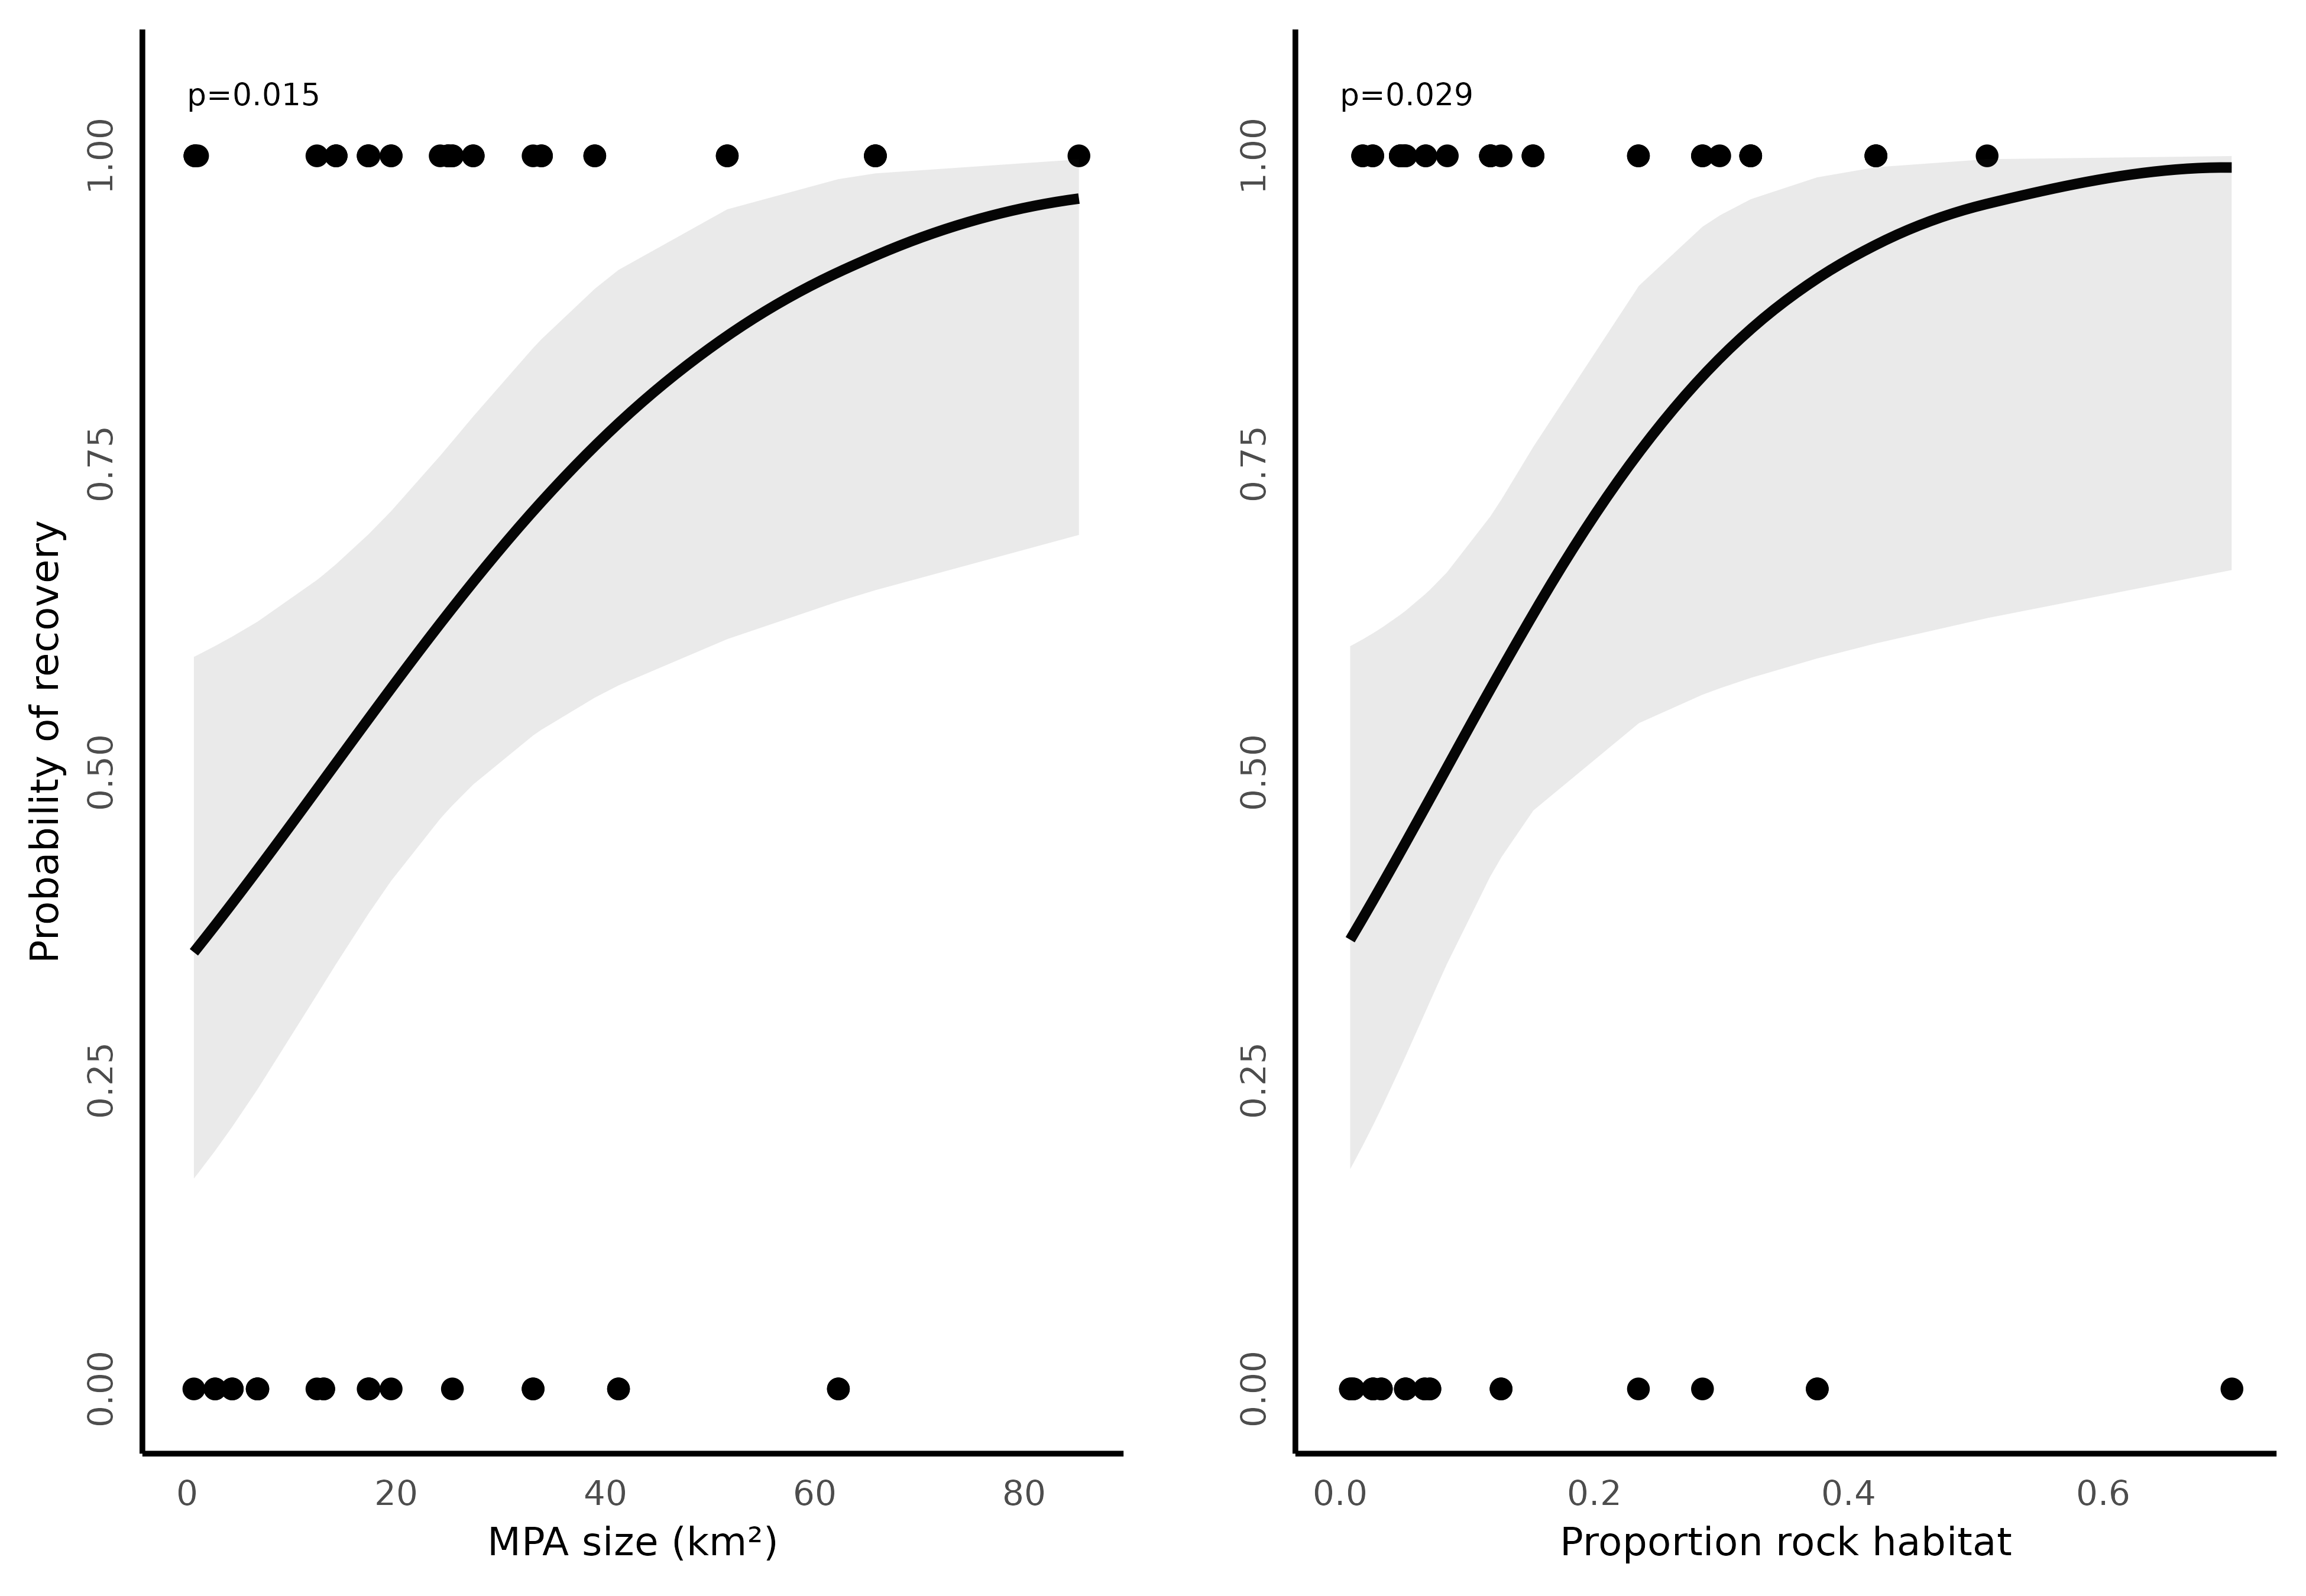 p=0.015
1.00
0.75
0.50
0.25
0.00
Probability of recovery
0 20 40 60 80
MPA size (km²)
p=0.029
1.00
0.75
0.50
0.25
0.00
0.0 0.2 0.4 0.6
Proportion rock habitat